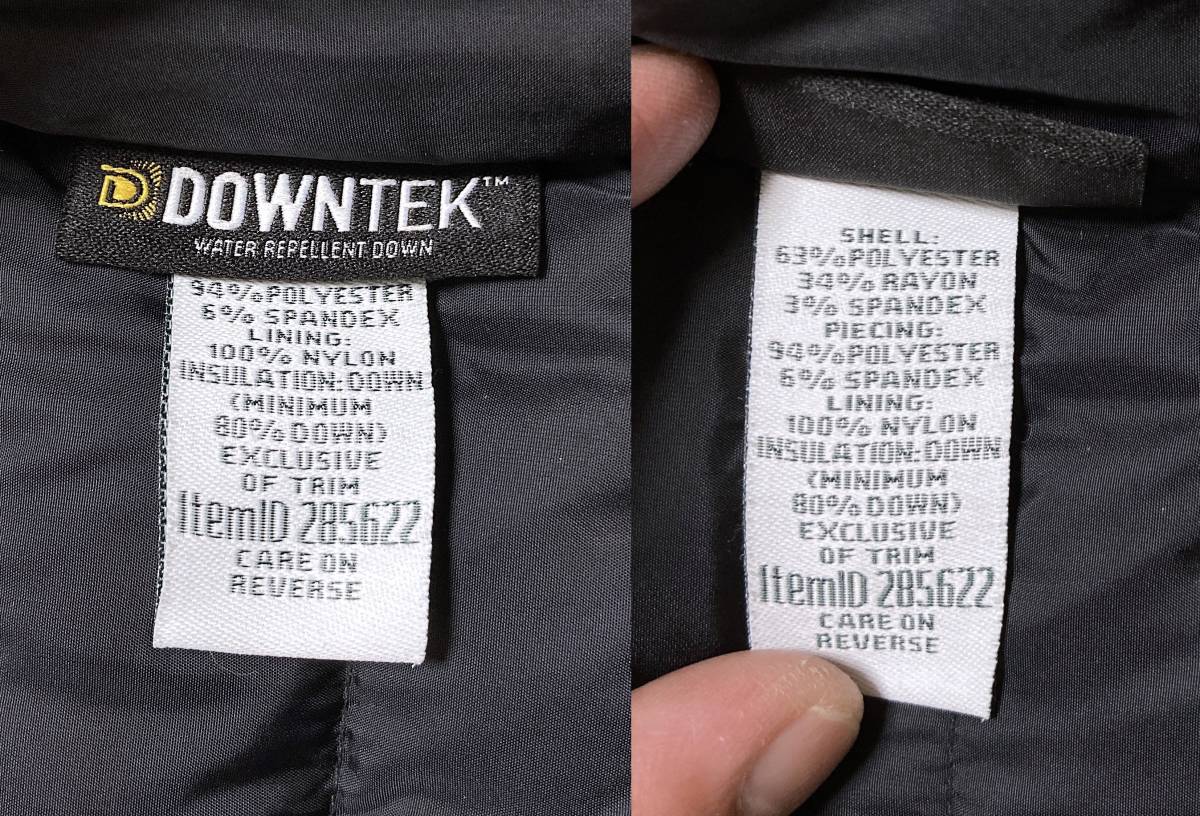 DOWNTEK™
WATER REPELLENT DOWN
94% POLYESTER
6% SPANDEX
LINING:
100% NYLON
INSULATION: DOWN
(MINIMUM
80% DOWN)
EXCLUSIVE
OF TRIM
ItemID 285622
CARE ON
REVERSE
SHELL:
63% POLYESTER
34% RAYON
3% SPANDEX
PIECING:
94% POLYESTER
6% SPANDEX
LINING:
100% NYLON
INSULATION: DOWN
(MINIMUM
80% DOWN)
EXCLUSIVE
OF TRIM
ItemID 285622
CARE ON
REVERSE